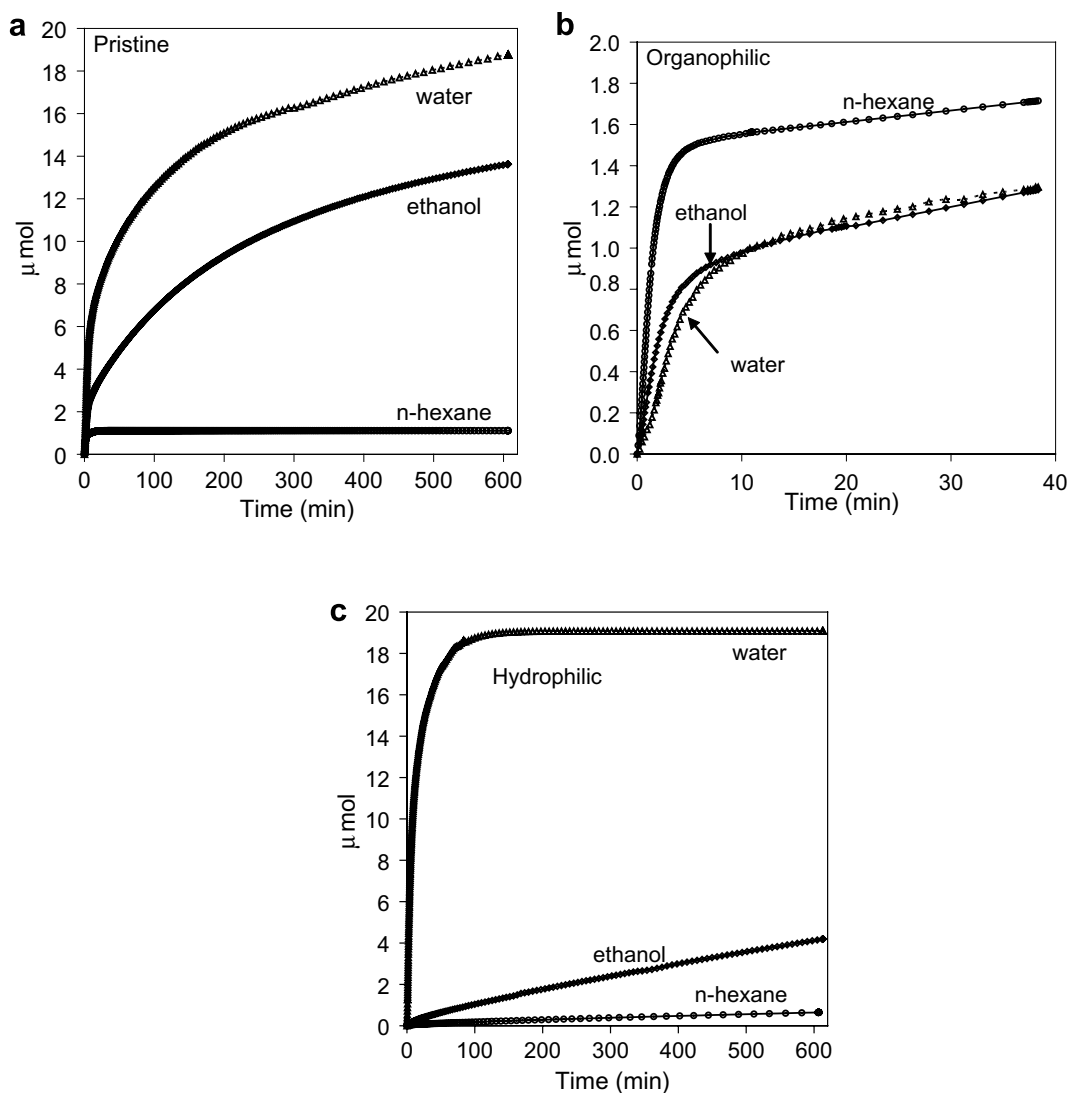 a
Pristine
20
18
16
14
12
10
8
6
4
2
0
μ mol
water
ethanol
n-hexane
0 100 200 300 400 500 600
Time (min)
b
Organophilic
2.0
1.8
1.6
1.4
1.2
1.0
0.8
0.6
0.4
0.2
0.0
μ mol
n-hexane
ethanol
water
0 10 20 30 40
Time (min)
c
20
18
16
14
12
10
8
6
4
2
0
μ mol
water
Hydrophilic
ethanol
n-hexane
0 100 200 300 400 500 600
Time (min)